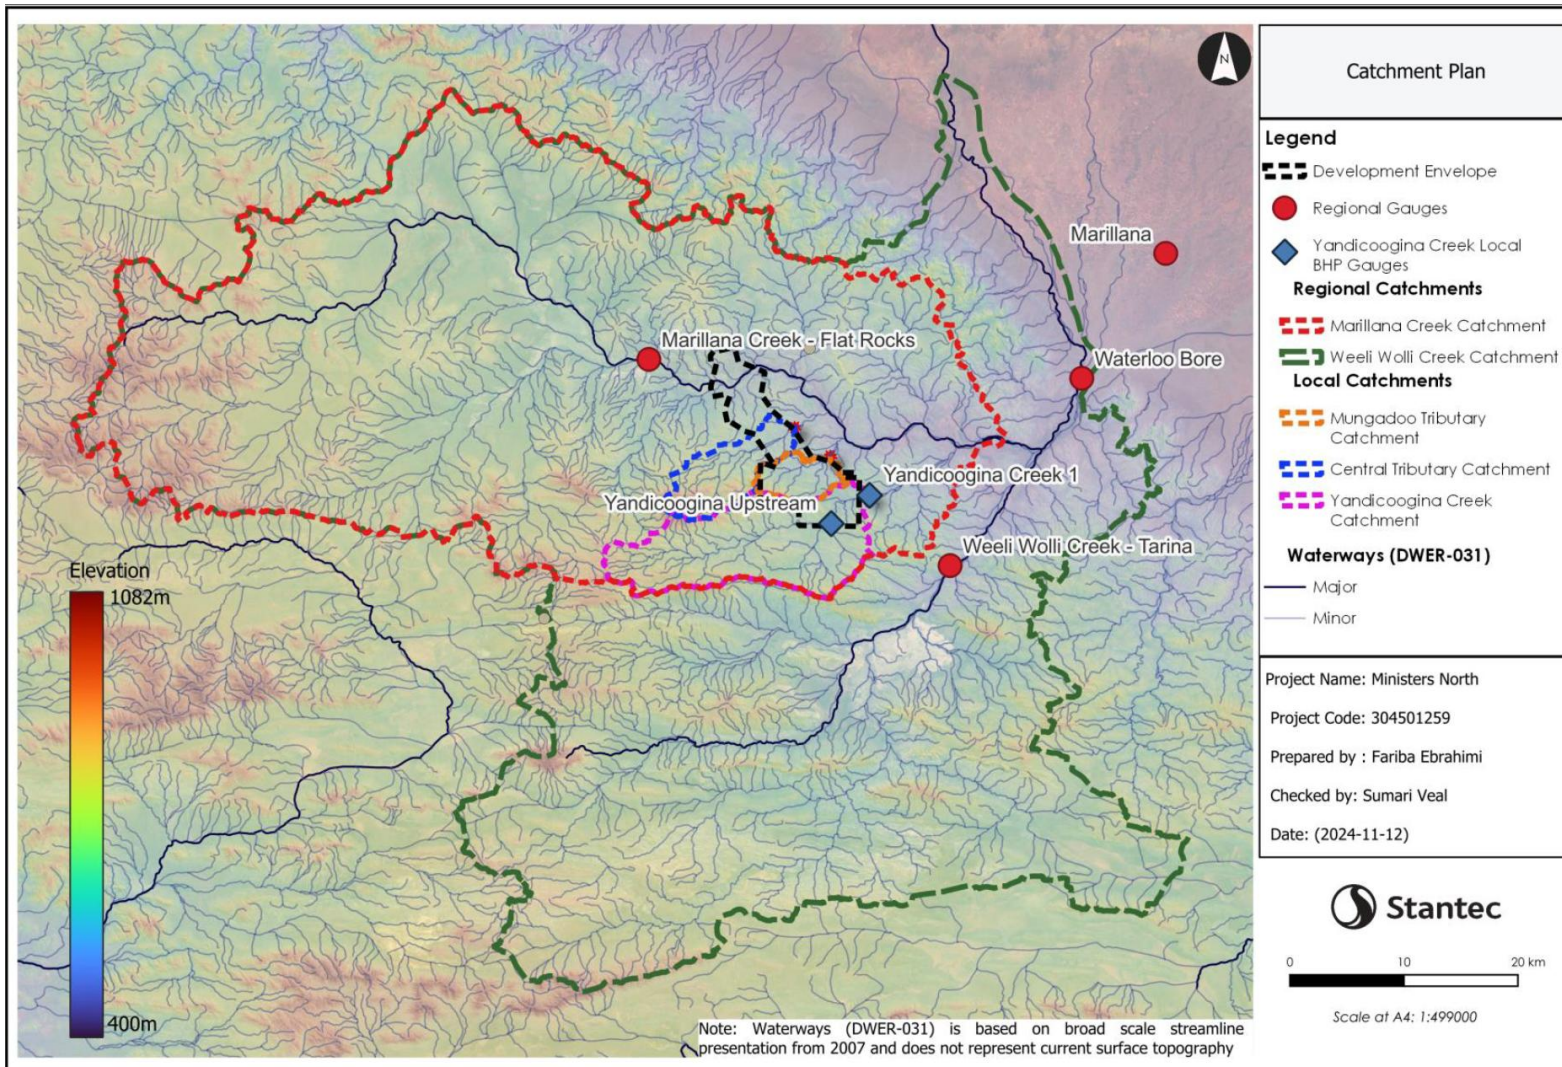 N
Catchment Plan
Legend
Development Envelope
Regional Gauges
Yandicoogina Creek Local
BHP Gauges
Regional Catchments
Marillana Creek Catchment
Weeli Wolli Creek Catchment
Local Catchments
Mungadoo Tributary
Catchment
Central Tributary Catchment
Yandicoogina Creek
Catchment
Waterways (DWER-031)
Major
Minor
Project Name: Ministers North
Project Code: 304501259
Prepared by : Fariba Ebrahimi
Checked by: Sumari Veal
Date: (2024-11-12)
Stantec
0 10 20 km
Scale at A4: 1:499000
Marillana
Marillana Creek - Flat Rocks
Waterloo Bore
Yandicoogina Creek 1
Yandicoogina Upstream
Weeli Wolli Creek - Tarina
Elevation
1082m
400m
Note: Waterways (DWER-031) is based on broad scale streamline
presentation from 2007 and does not represent current surface topography